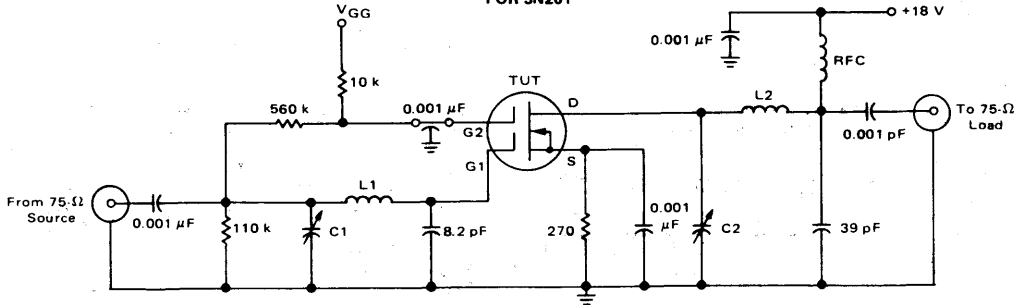 FOR 3N201
VGG
+18 V
0.001 µF
RFC
10 k
TUT
560 k
0.001 µF
D
L2
G2
To 75-Ω
Load
0.001 pF
G1
S
L1
From 75-Ω
Source
0.001 µF
110 k
C1
8.2 pF
270
0.001
µF
C2
39 pF